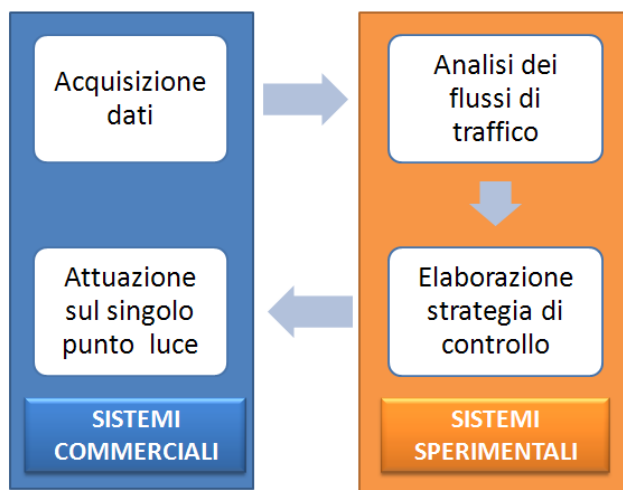 Acquisizione
dati
Analisi dei
flussi di
traffico
Elaborazione
strategia di
controllo
Attuazione
sul singolo
punto luce
SISTEMI
COMMERCIALI
SISTEMI
SPERIMENTALI